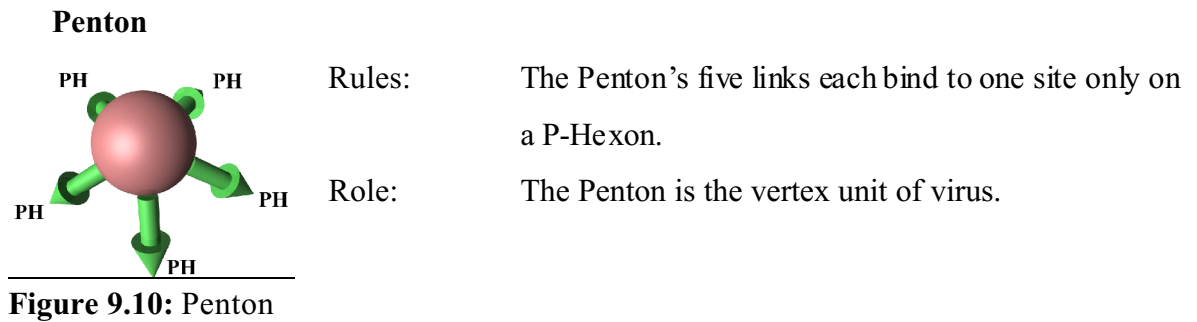 Penton
PH PH
Rules: The Penton’s five links each bind to one site only on
a P-Hexon.
PH PH Role: The Penton is the vertex unit of virus.
PH
Figure 9.10: Penton